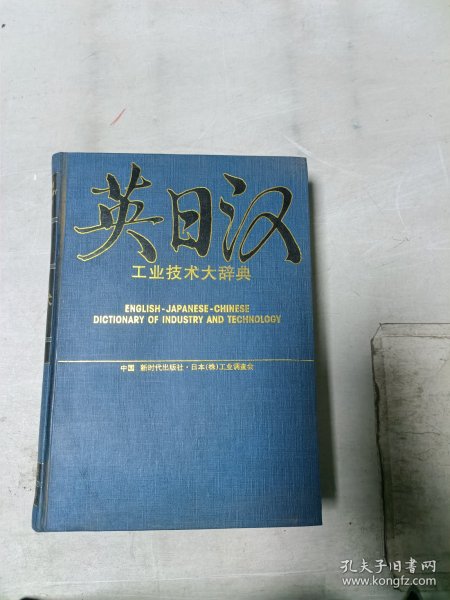 英日汉
工业技术大辞典
ENGLISH-JAPANESE-CHINESE
DICTIONARY OF INDUSTRY AND TECHNOLOGY
中国 新时代出版社·日本(株)工业调查会
孔夫子旧书网
www.kongfz.com